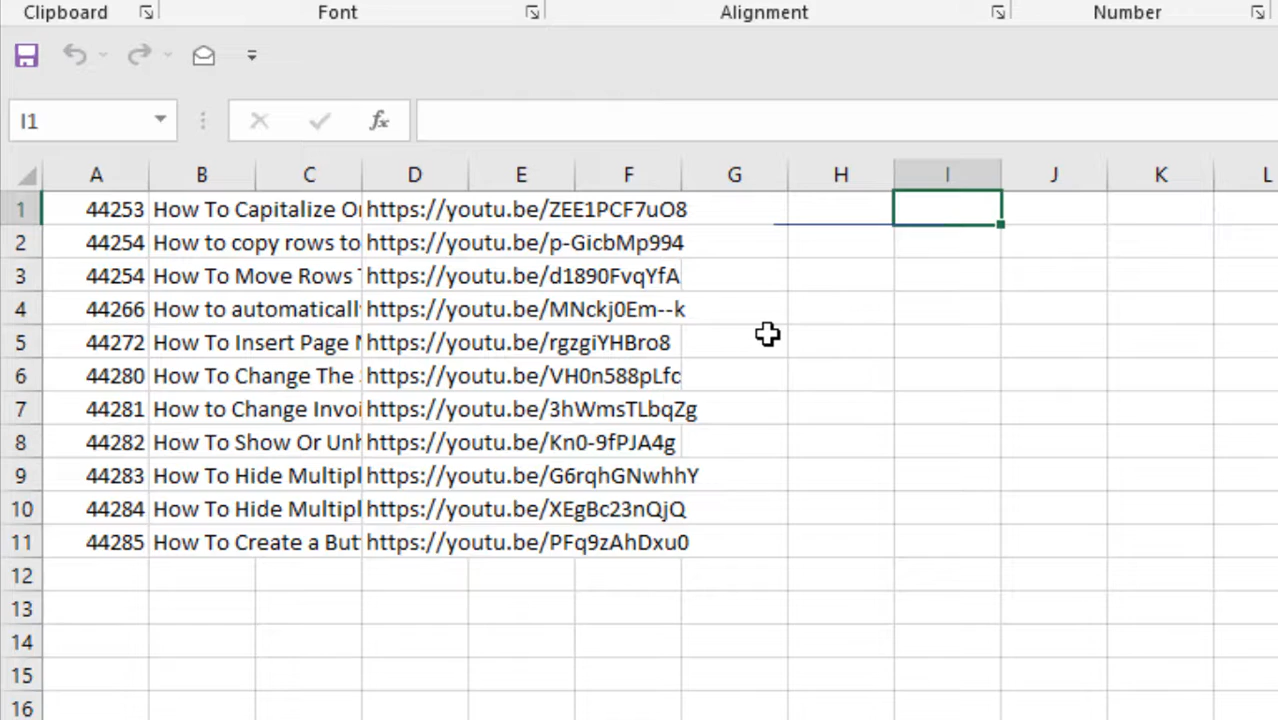 Clipboard Font Alignment Number
I1 fx
A B C D E F G H I J K L
1 44253 How To Capitalize Or https://youtu.be/ZEE1PCF7uO8
2 44254 How to copy rows to https://youtu.be/p-GicbMp994
3 44254 How To Move Rows T https://youtu.be/d1890FvqYfA
4 44266 How to automatically https://youtu.be/MNckj0Em--k
5 44272 How To Insert Page N https://youtu.be/rgzgiYHBro8
6 44280 How To Change The https://youtu.be/VH0n588pLfc
7 44281 How to Change Invoi https://youtu.be/3hWmsTLbqZg
8 44282 How To Show Or Unh https://youtu.be/Kn0-9fPJA4g
9 44283 How To Hide Multipl https://youtu.be/G6rqhGNwhhY
10 44284 How To Hide Multipl https://youtu.be/XEgBc23nQjQ
11 44285 How To Create a But https://youtu.be/PFq9zAhDxu0
12
13
14
15
16